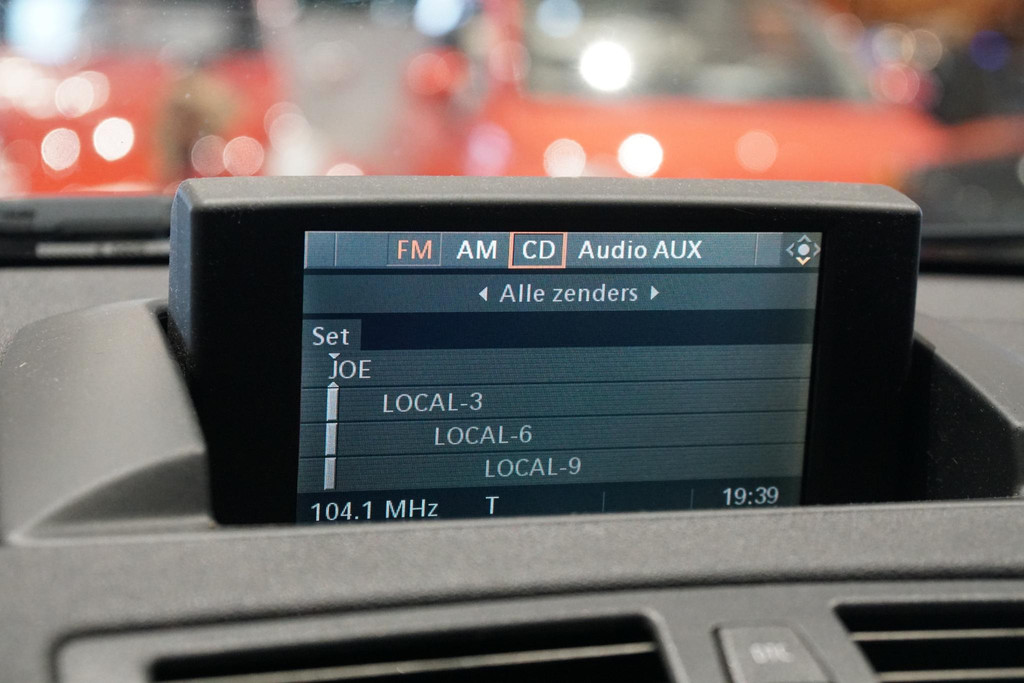 FM AM CD Audio AUX
Alle zenders
Set
JOE
LOCAL-3
LOCAL-6
LOCAL-9
104.1 MHz T 19:39